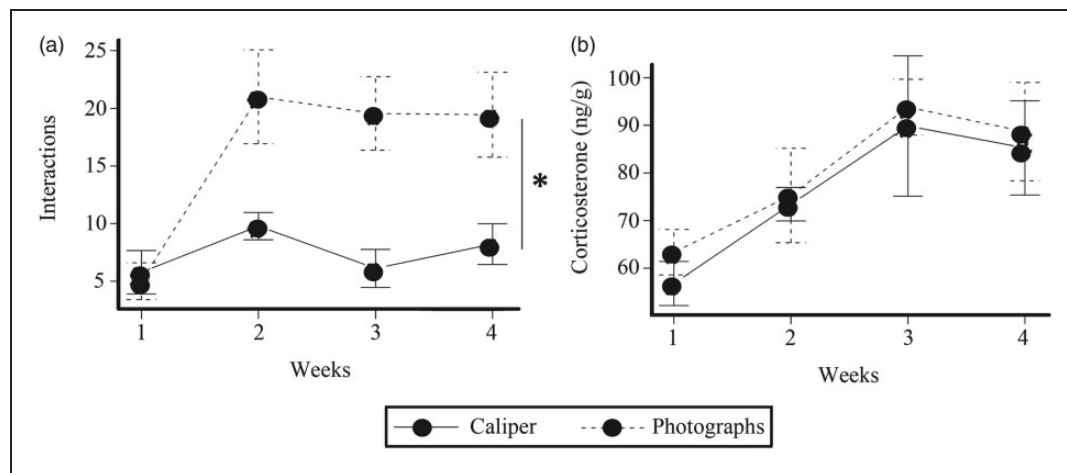 (a)
25
20
15
10
5
Interactions
*
1 2 3 4
Weeks
(b)
100
90
80
70
60
Corticosterone (ng/g)
1 2 3 4
Weeks
Caliper Photographs